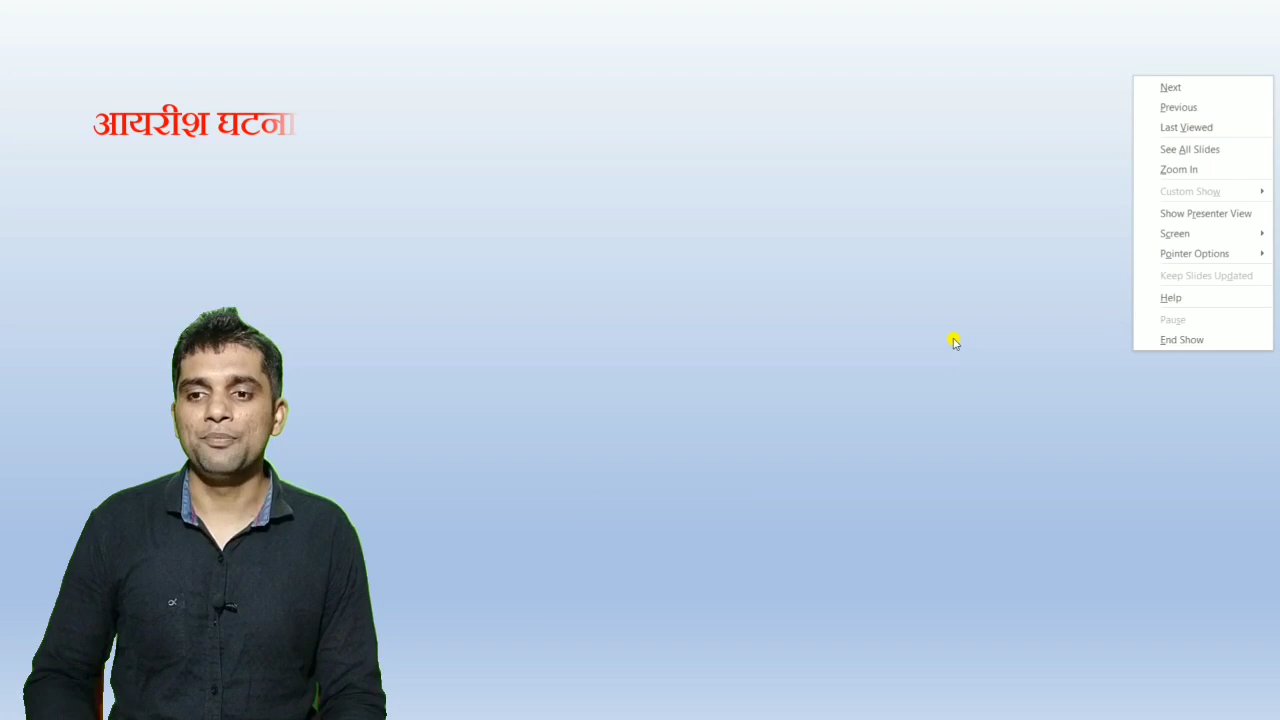 आयरीश घटना
Next
Previous
Last Viewed
See All Slides
Zoom In
Custom Show
Show Presenter View
Screen
Pointer Options
Keep Slides Updated
Help
Pause
End Show